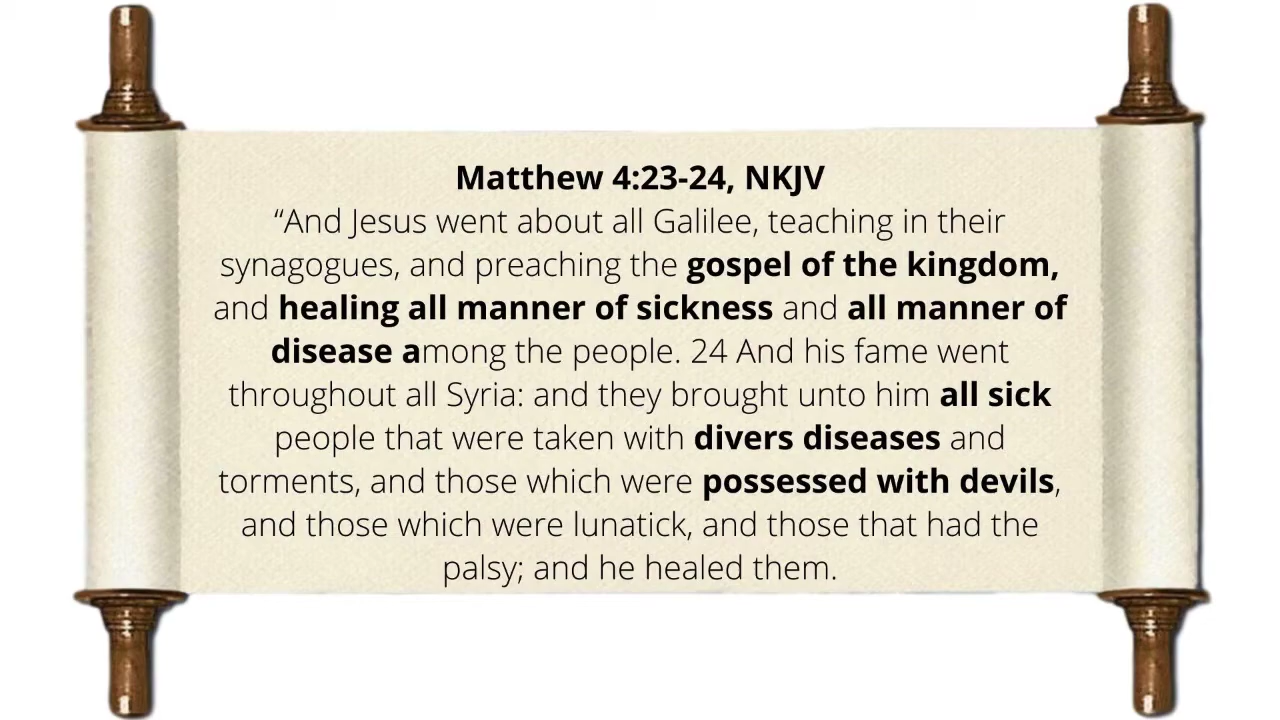 Matthew 4:23-24, NKJV
“And Jesus went about all Galilee, teaching in their
synagogues, and preaching the gospel of the kingdom,
and healing all manner of sickness and all manner of
disease among the people. 24 And his fame went
throughout all Syria: and they brought unto him all sick
people that were taken with divers diseases and
torments, and those which were possessed with devils,
and those which were lunatick, and those that had the
palsy; and he healed them.